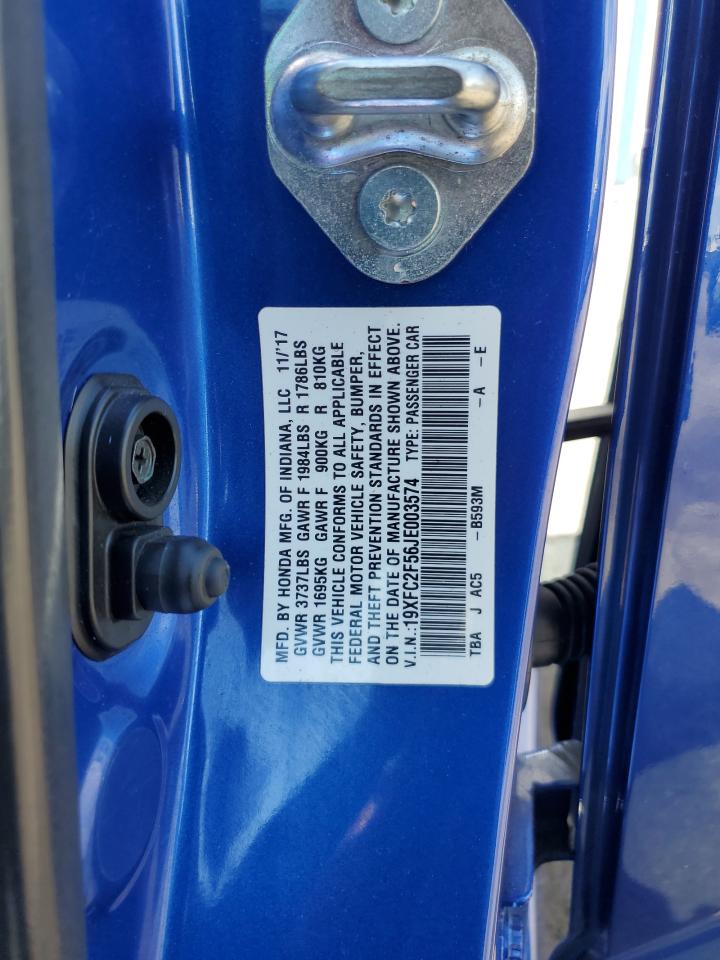 MFD. BY HONDA MFG. OF INDIANA, LLC 11/'17
GVWR 3737LBS GAWR F 1984LBS R 1786LBS
GVWR 1695KG GAWR F 900KG R 810KG
THIS VEHICLE CONFORMS TO ALL APPLICABLE
FEDERAL MOTOR VEHICLE SAFETY, BUMPER,
AND THEFT PREVENTION STANDARDS IN EFFECT
ON THE DATE OF MANUFACTURE SHOWN ABOVE.
V.I.N.:19XFC2F56JE003574 TYPE: PASSENGER CAR
TBA J AC5 -B593M -A -E